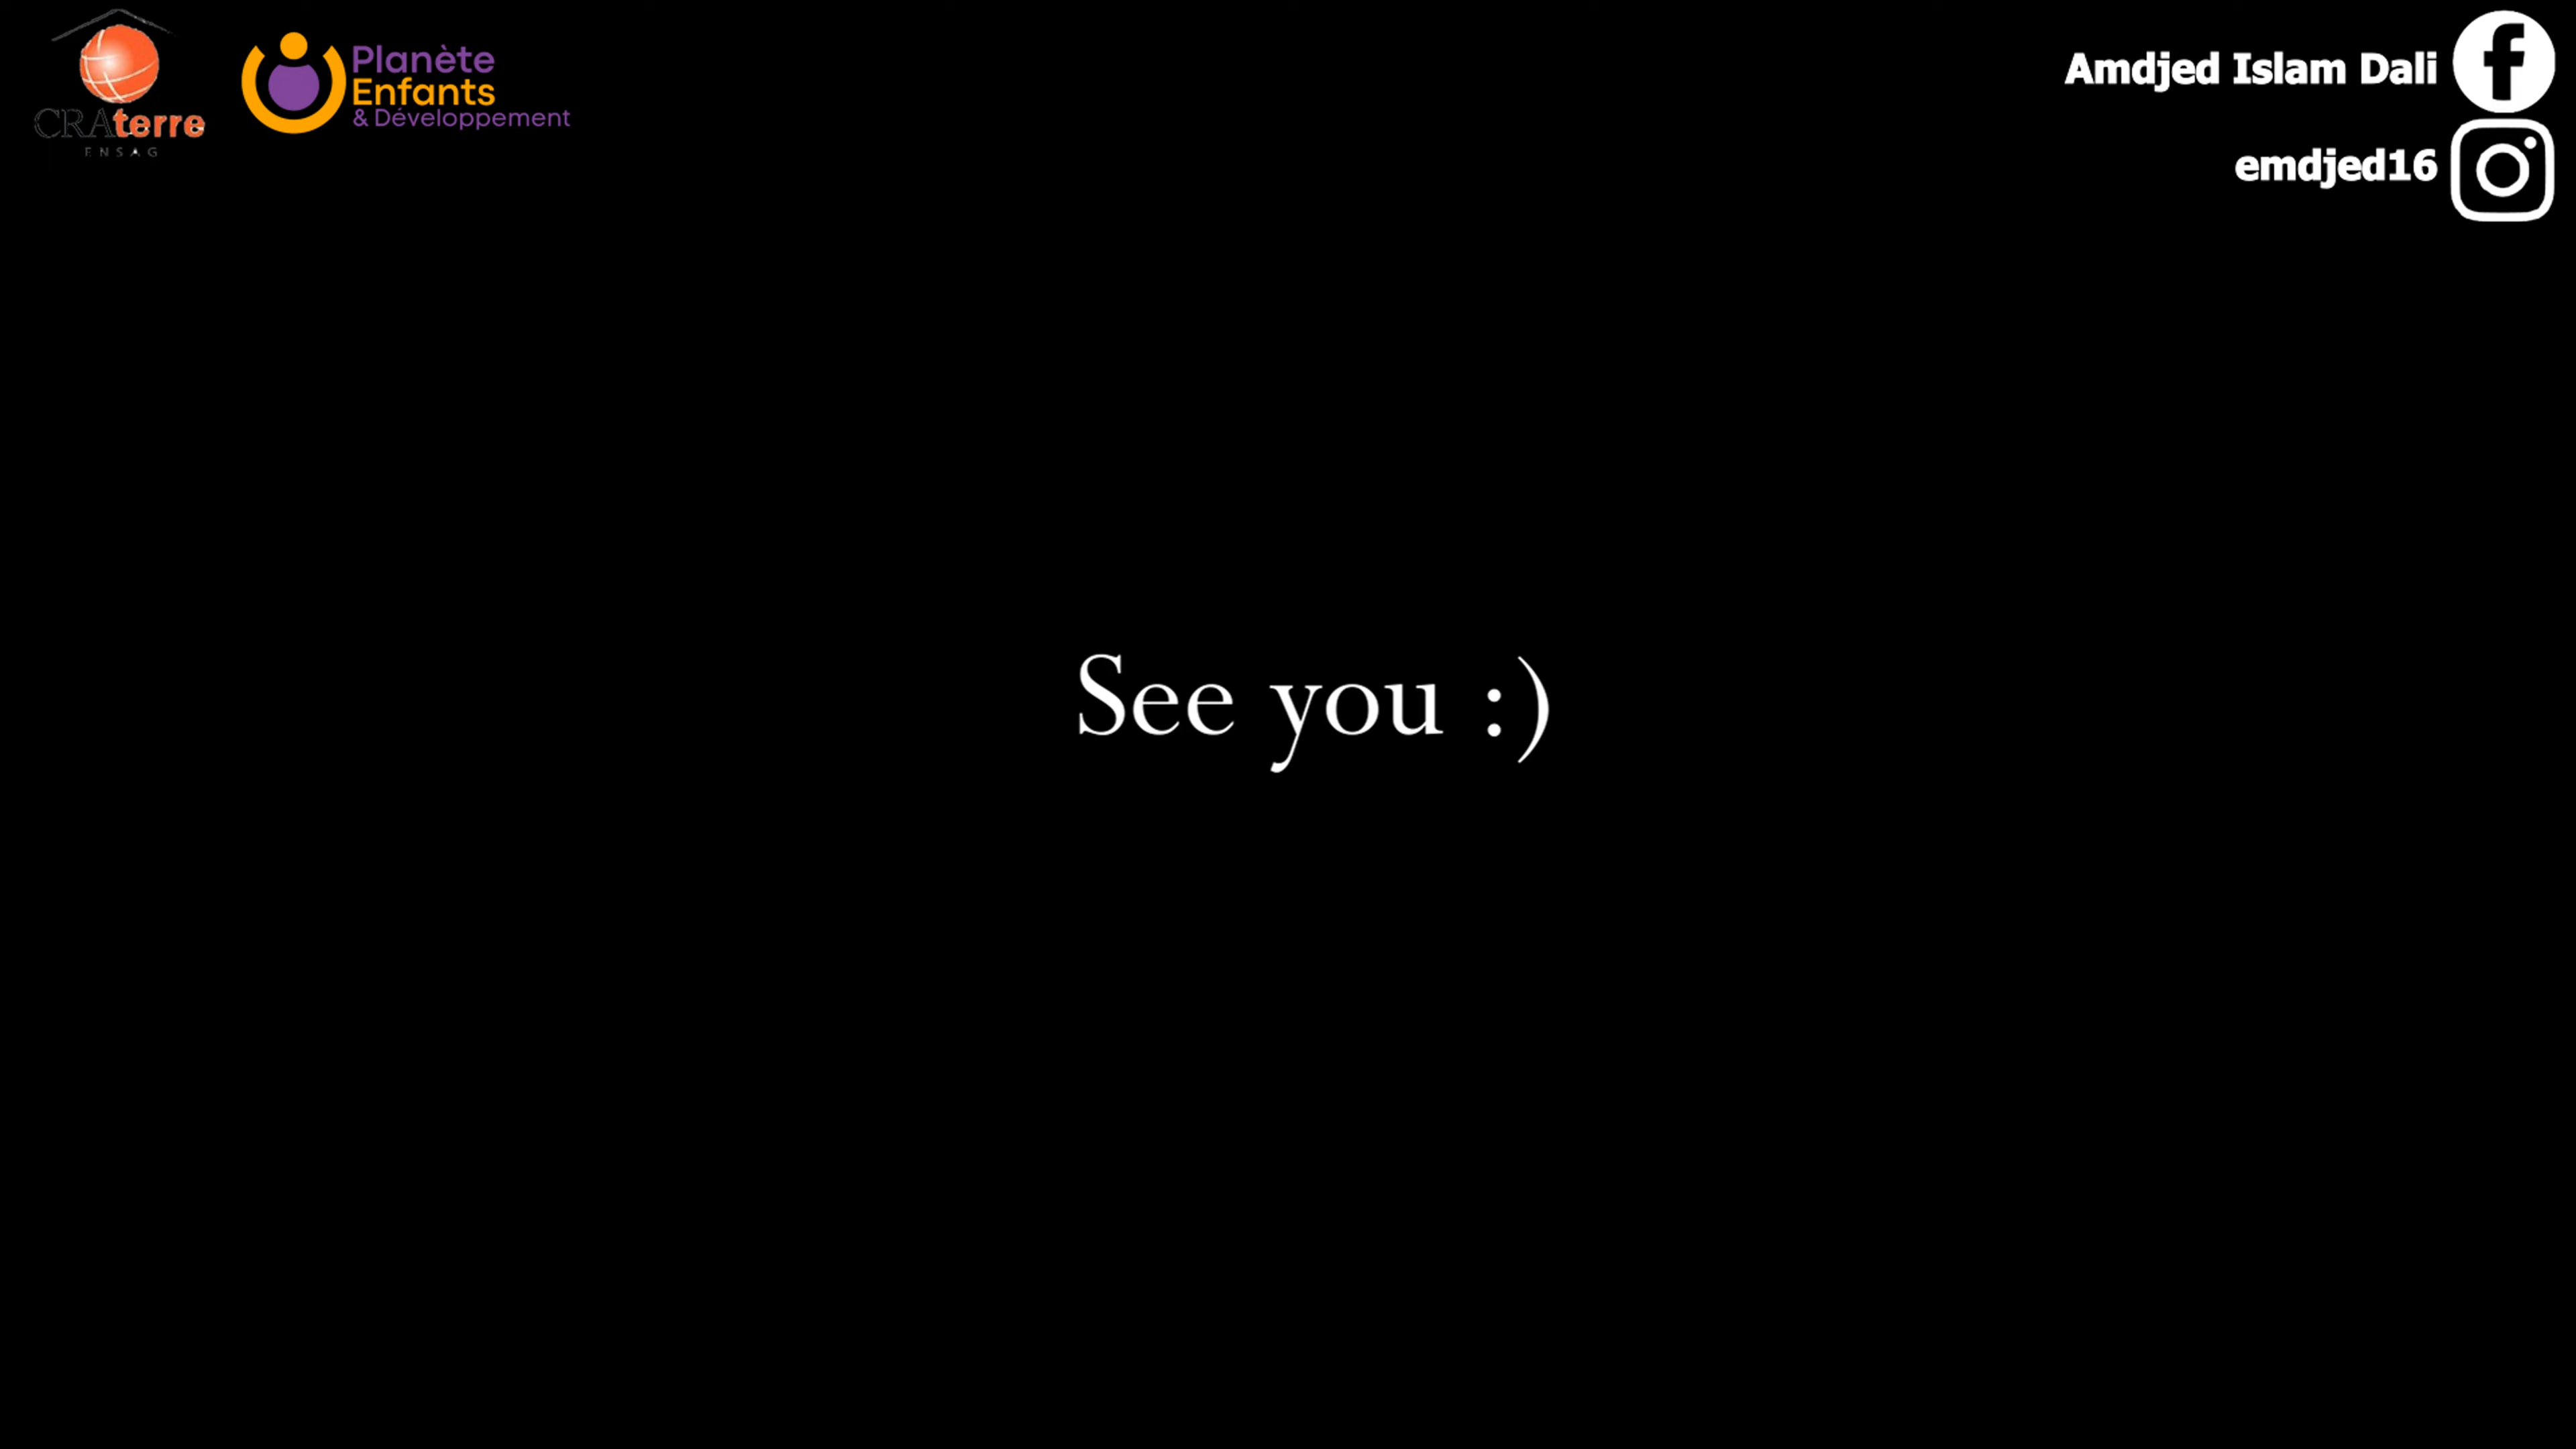 CRAterre
ENSAG
Planète
Enfants
& Développement
Amdjed Islam Dali
emdjed16
See you :)